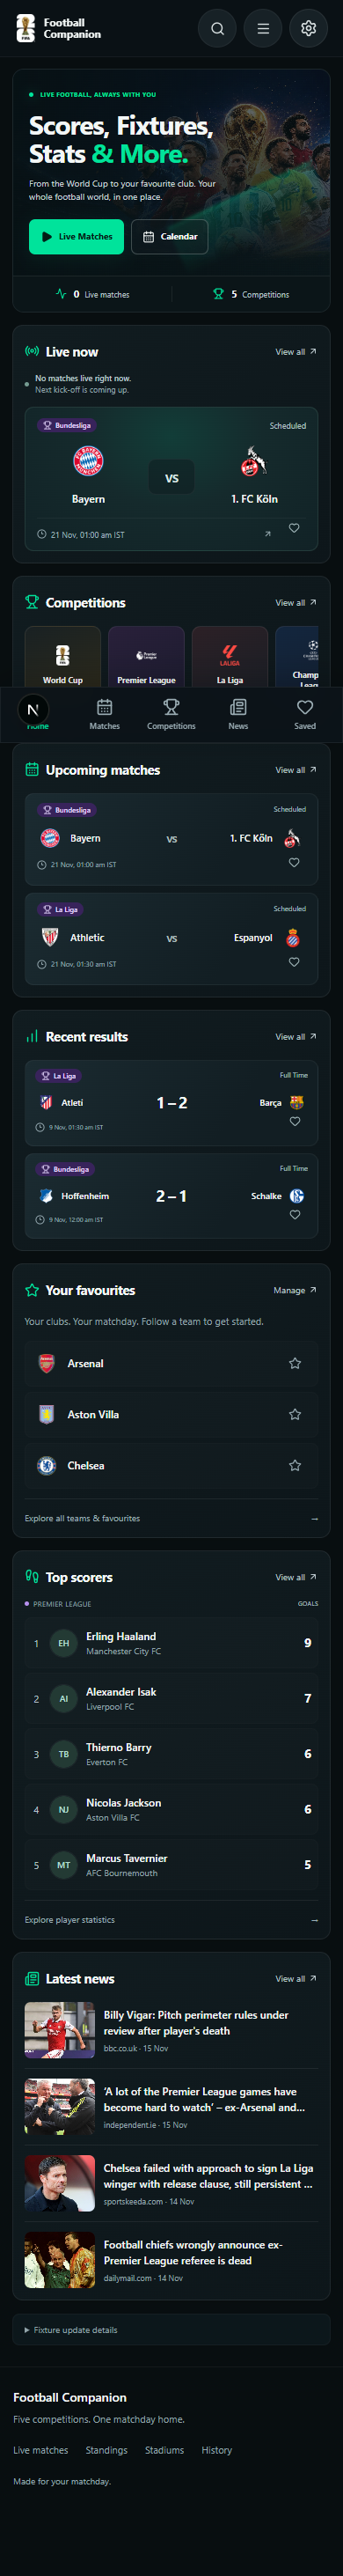 Football
Companion
FIFA
LIVE FOOTBALL, ALWAYS WITH YOU
Scores, Fixtures,
Stats & More.
From the World Cup to your favourite club. Your
whole football world, in one place.
Live Matches
Calendar
0 Live matches
5 Competitions
Live now
View all
No matches live right now.
Next kick-off is coming up.
Bundesliga
Scheduled
Bayern
VS
1. FC Köln
21 Nov, 01:00 am IST
Competitions
View all
World Cup
Premier League
LALIGA
La Liga
Champ
Leag
N
Home
Matches
Competitions
News
Saved
Upcoming matches
View all
Bundesliga
Scheduled
Bayern
VS
1. FC Köln
21 Nov, 01:00 am IST
La Liga
Scheduled
Athletic
VS
Espanyol
21 Nov, 01:30 am IST
Recent results
View all
La Liga
Full Time
Atleti
1 – 2
Barça
9 Nov, 01:30 am IST
Bundesliga
Full Time
Hoffenheim
2 – 1
Schalke
9 Nov, 12:00 am IST
Your favourites
Manage
Your clubs. Your matchday. Follow a team to get started.
Arsenal
Aston Villa
Chelsea
Explore all teams & favourites →
Top scorers
View all
PREMIER LEAGUE
GOALS
1 EH Erling Haaland 9
Manchester City FC
2 AI Alexander Isak 7
Liverpool FC
3 TB Thierno Barry 6
Everton FC
4 NJ Nicolas Jackson 6
Aston Villa FC
5 MT Marcus Tavernier 5
AFC Bournemouth
Explore player statistics →
Latest news
View all
Billy Vigar: Pitch perimeter rules under
review after player's death
bbc.co.uk · 15 Nov
‘A lot of the Premier League games have
become hard to watch’ – ex-Arsenal and...
independent.ie · 15 Nov
Chelsea failed with approach to sign La Liga
winger with release clause, still persistent ...
sportskeeda.com · 14 Nov
Football chiefs wrongly announce ex-
Premier League referee is dead
dailymail.com · 14 Nov
Fixture update details
Football Companion
Five competitions. One matchday home.
Live matches
Standings
Stadiums
History
Made for your matchday.